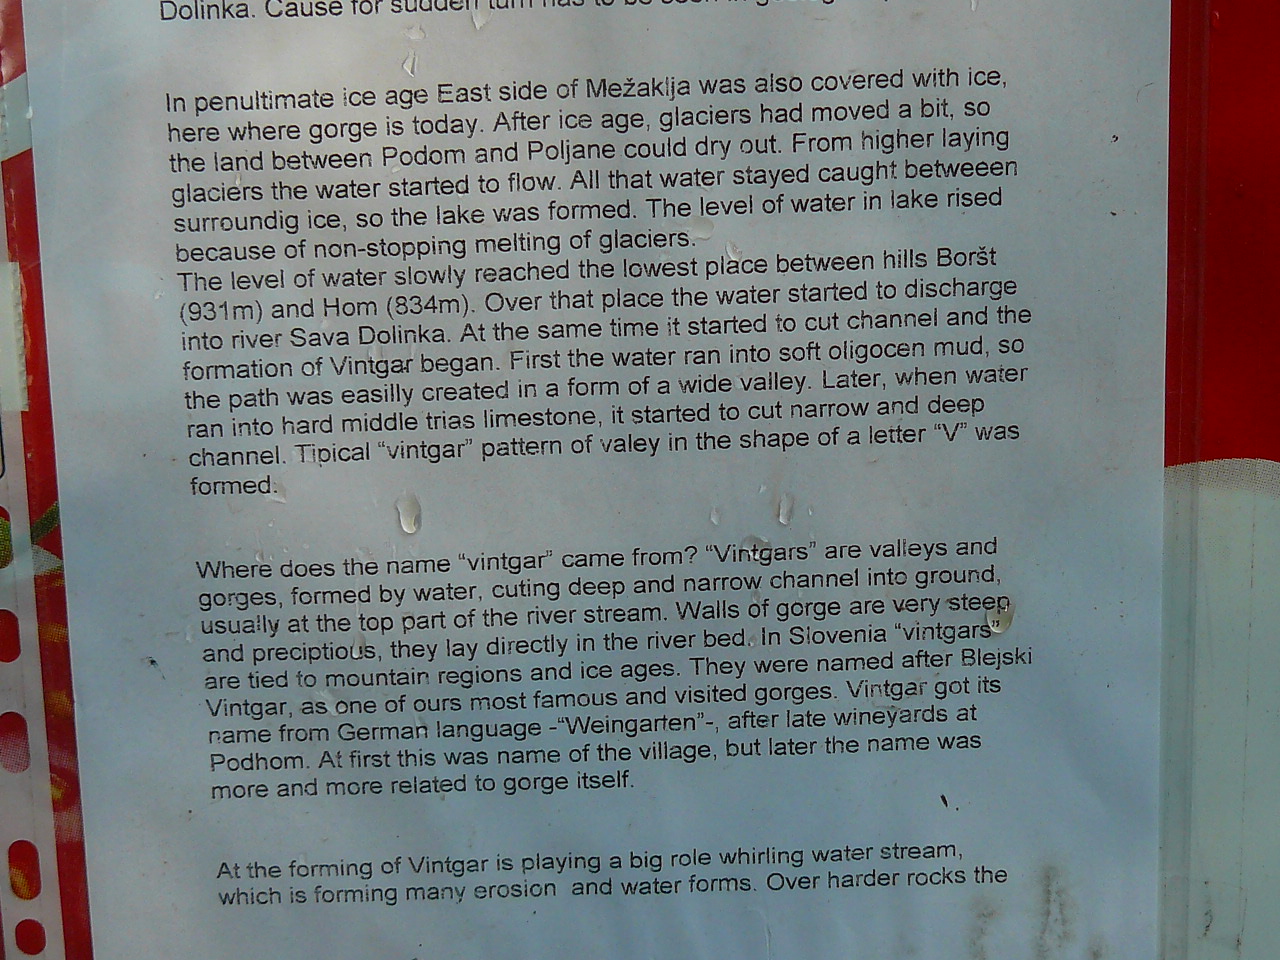 Dolinka. Cause for sudden turn has to be seen in
In penultimate ice age East side of Mežaklja was also covered with ice,
here where gorge is today. After ice age, glaciers had moved a bit, so
the land between Podom and Poljane could dry out. From higher laying
glaciers the water started to flow. All that water stayed caught betweeen
surroundig ice, so the lake was formed. The level of water in lake rised
because of non-stopping melting of glaciers.
The level of water slowly reached the lowest place between hills Boršt
(931m) and Hom (834m). Over that place the water started to discharge
into river Sava Dolinka. At the same time it started to cut channel and the
formation of Vintgar began. First the water ran into soft oligocen mud, so
the path was easilly created in a form of a wide valley. Later, when water
ran into hard middle trias limestone, it started to cut narrow and deep
channel. Tipical “vintgar” pattern of valey in the shape of a letter “V” was
formed.
Where does the name “vintgar” came from? “Vintgars” are valleys and
gorges, formed by water, cuting deep and narrow channel into ground,
usually at the top part of the river stream. Walls of gorge are very steep
and preciptious, they lay directly in the river bed. In Slovenia “vintgars”
are tied to mountain regions and ice ages. They were named after Blejski
Vintgar, as one of ours most famous and visited gorges. Vintgar got its
name from German language -“Weingarten”-, after late wineyards at
Podhom. At first this was name of the village, but later the name was
more and more related to gorge itself.
At the forming of Vintgar is playing a big role whirling water stream,
which is forming many erosion and water forms. Over harder rocks the